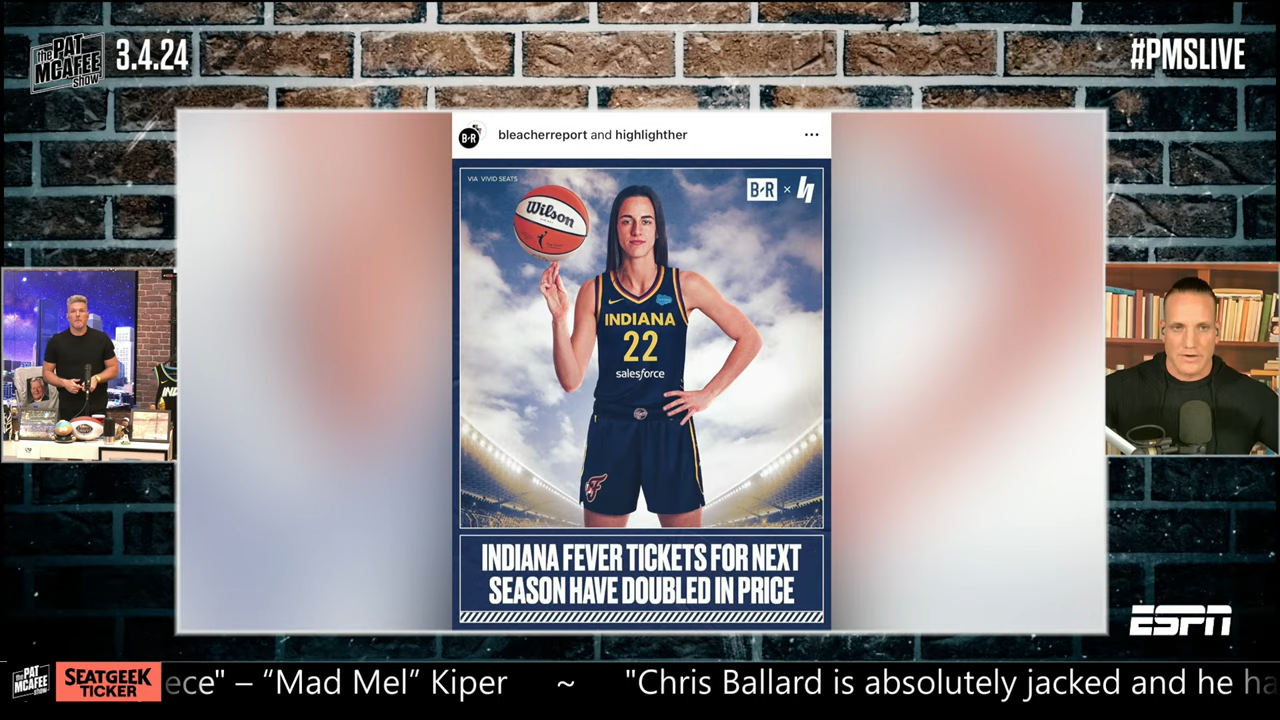 the
PAT
MCAFEE
show
3.4.24
#PMSLIVE
B/R
bleacherreport and highlighther
VIA VIVID SEATS
B/R ×
Wilson
INDIANA
22
salesforce
INDIANA FEVER TICKETS FOR NEXT
SEASON HAVE DOUBLED IN PRICE
ESPN
the
PAT
MCAFEE
show
SEATGEEK
TICKER
ece" – “Mad Mel” Kiper ~ "Chris Ballard is absolutely jacked and he ha